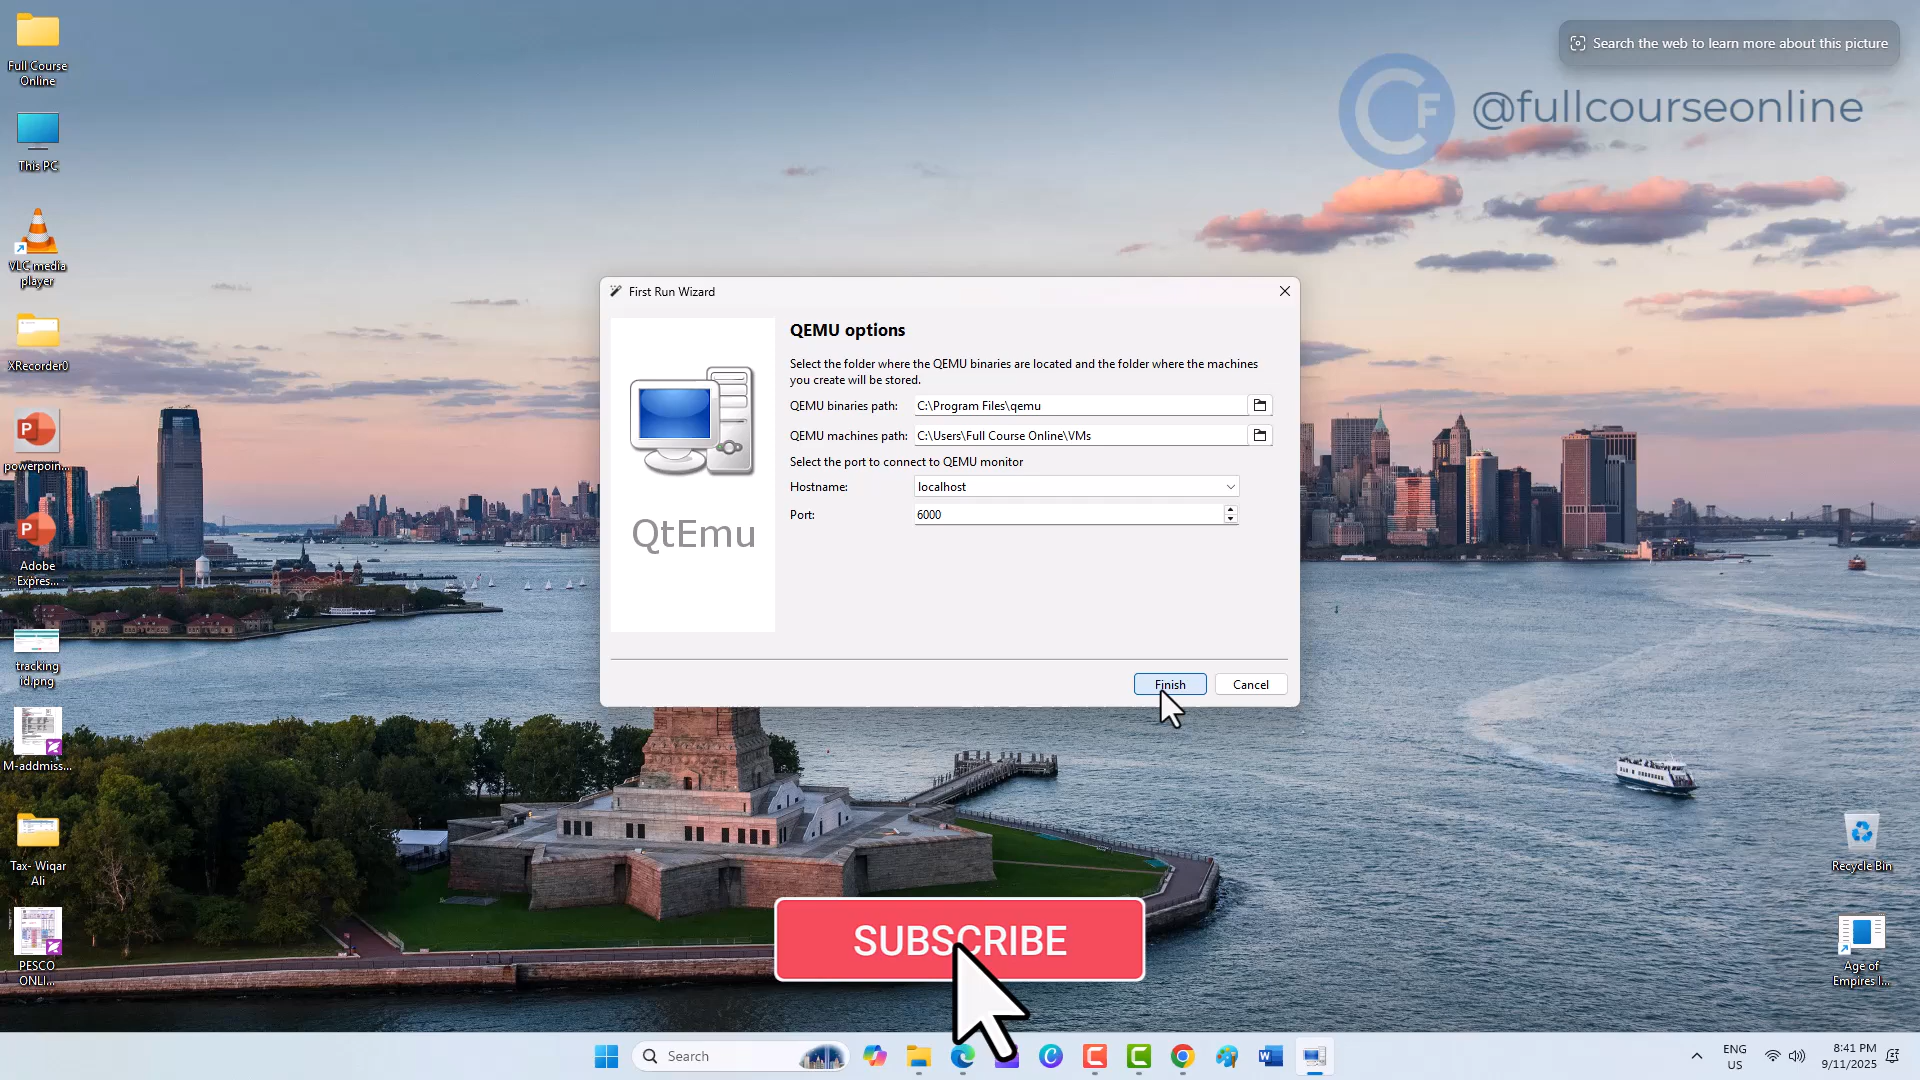 Full Course
Online
This PC
VLC media
player
XRecorder0
powerpoin...
Adobe
Expres...
tracking
id.png
M-addmiss...
Tax- Wiqar
Ali
PESCO
ONLI...
Search the web to learn more about this picture
CF
@fullcourseonline
First Run Wizard
QtEmu
QEMU options
Select the folder where the QEMU binaries are located and the folder where the machines
you create will be stored.
QEMU binaries path: C:\Program Files\qemu
QEMU machines path: C:\Users\Full Course Online\VMs
Select the port to connect to QEMU monitor
Hostname: localhost
Port: 6000
Finish
Cancel
SUBSCRIBE
Recycle Bin
Age of
Empires I...
Search
ENG
US
8:41 PM
9/11/2025